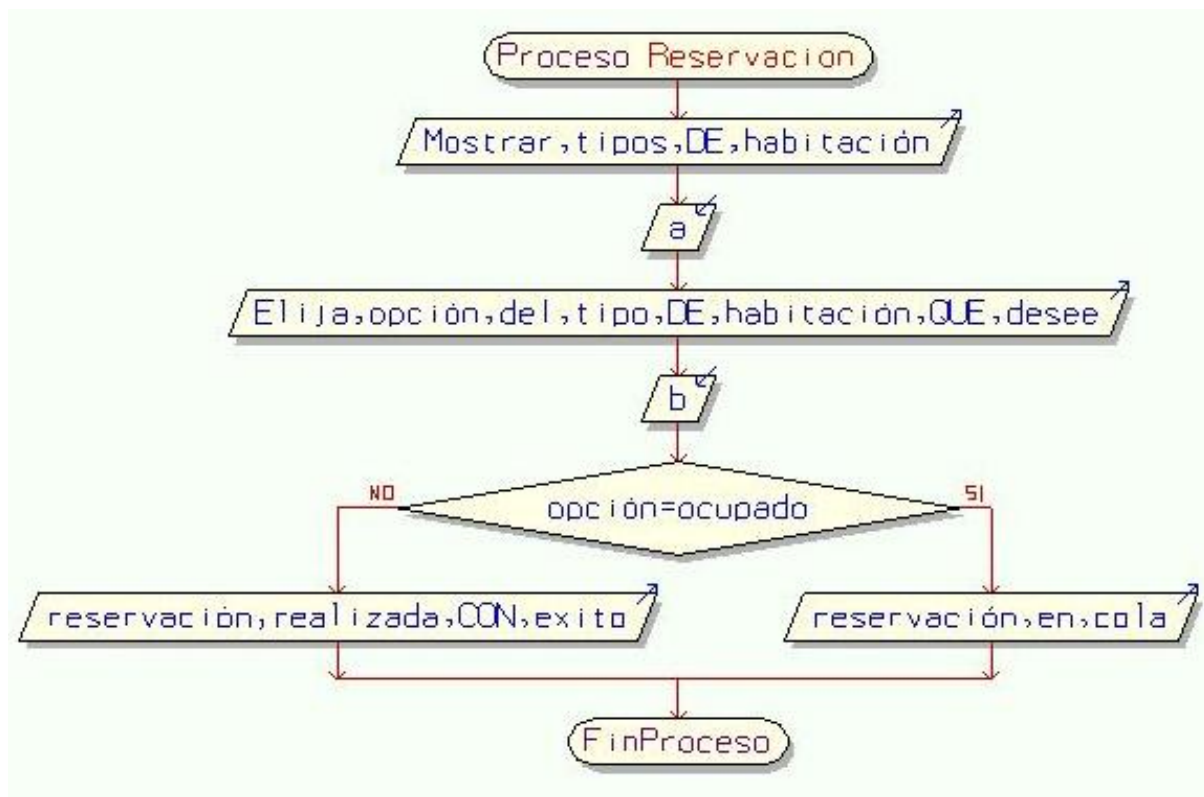 Proceso Reservacion
Mostrar,tipos,DE,habitación
a
Elija,opción,del,tipo,DE,habitación,QUE,desee
b
NO
SI
opción=ocupado
reservación,realizada,CON,exito
reservación,en,cola
FinProceso